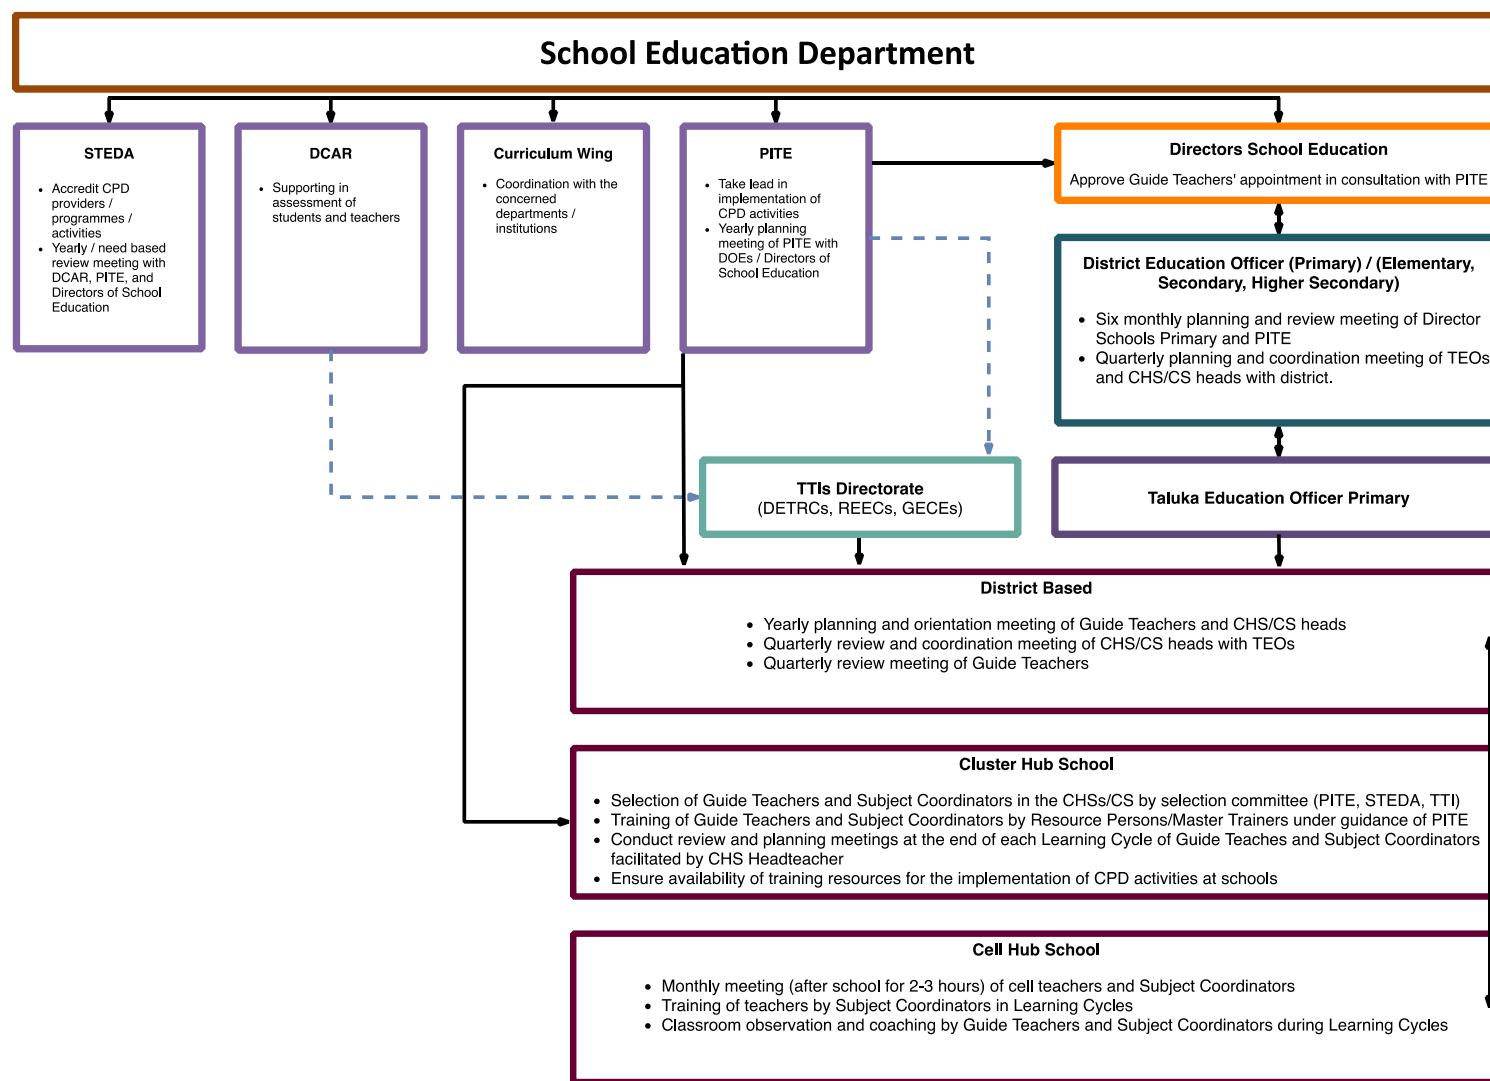 School Education Department
STEDA
• Accredit CPD
providers /
programmes /
activities
• Yearly / need based
review meeting with
DCAR, PITE, and
Directors of School
Education
DCAR
• Supporting in
assessment of
students and teachers
Curriculum Wing
• Coordination with the
concerned
departments /
institutions
PITE
• Take lead in
implementation of
CPD activities
• Yearly planning
meeting of PITE with
DOEs / Directors of
School Education
Directors School Education
Approve Guide Teachers' appointment in consultation with PITE
District Education Officer (Primary) / (Elementary,
Secondary, Higher Secondary)
• Six monthly planning and review meeting of Director
Schools Primary and PITE
• Quarterly planning and coordination meeting of TEOs
and CHS/CS heads with district.
TTIs Directorate
(DETRCs, REECs, GECEs)
Taluka Education Officer Primary
District Based
• Yearly planning and orientation meeting of Guide Teachers and CHS/CS heads
• Quarterly review and coordination meeting of CHS/CS heads with TEOs
• Quarterly review meeting of Guide Teachers
Cluster Hub School
• Selection of Guide Teachers and Subject Coordinators in the CHSs/CS by selection committee (PITE, STEDA, TTI)
• Training of Guide Teachers and Subject Coordinators by Resource Persons/Master Trainers under guidance of PITE
• Conduct review and planning meetings at the end of each Learning Cycle of Guide Teaches and Subject Coordinators
facilitated by CHS Headteacher
• Ensure availability of training resources for the implementation of CPD activities at schools
Cell Hub School
• Monthly meeting (after school for 2-3 hours) of cell teachers and Subject Coordinators
• Training of teachers by Subject Coordinators in Learning Cycles
• Classroom observation and coaching by Guide Teachers and Subject Coordinators during Learning Cycles